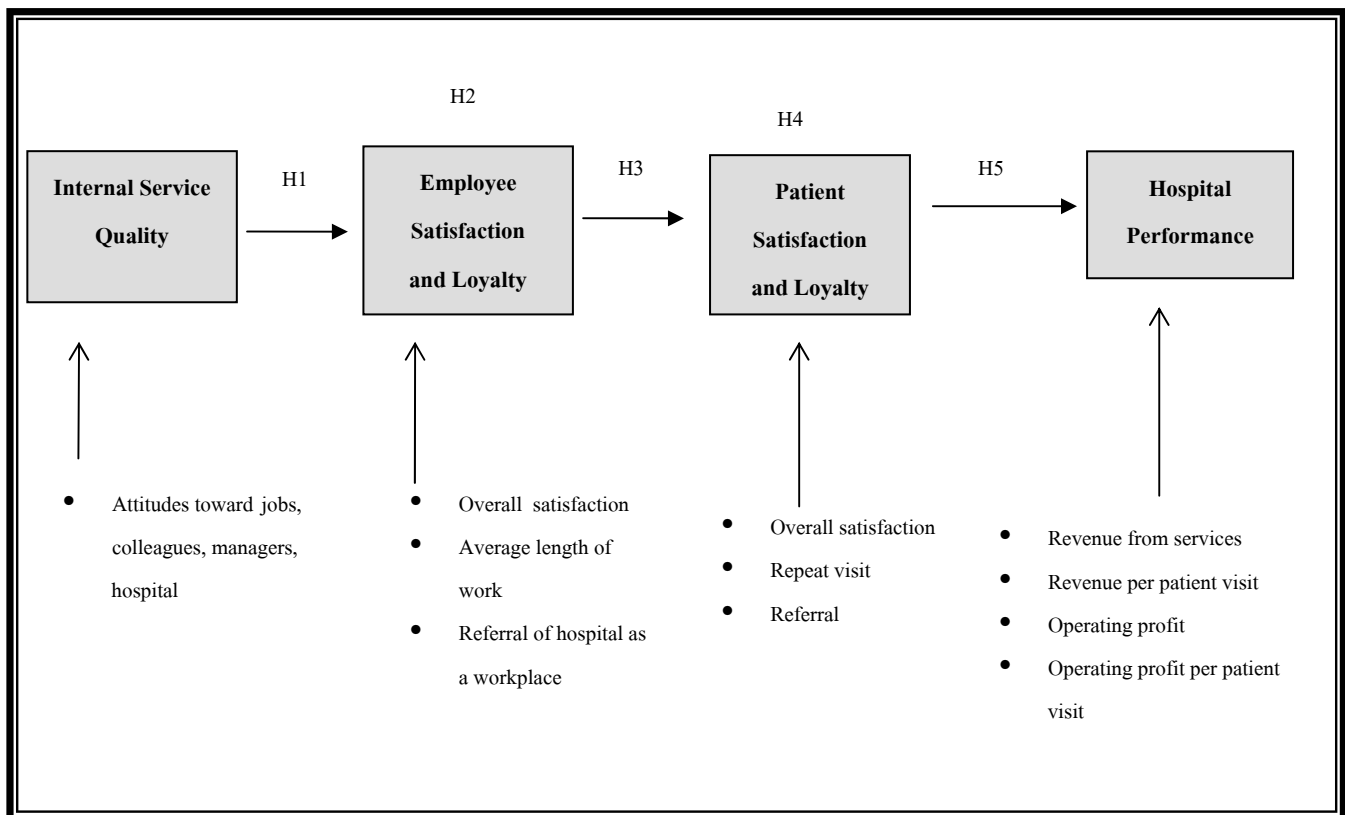 H2
H4
H1
H3
H5
Internal Service
Quality
Employee
Satisfaction
and Loyalty
Patient
Satisfaction
and Loyalty
Hospital
Performance
• Attitudes toward jobs,
colleagues, managers,
hospital
• Overall satisfaction
• Average length of
work
• Referral of hospital as
a workplace
• Overall satisfaction
• Repeat visit
• Referral
• Revenue from services
• Revenue per patient visit
• Operating profit
• Operating profit per patient
visit